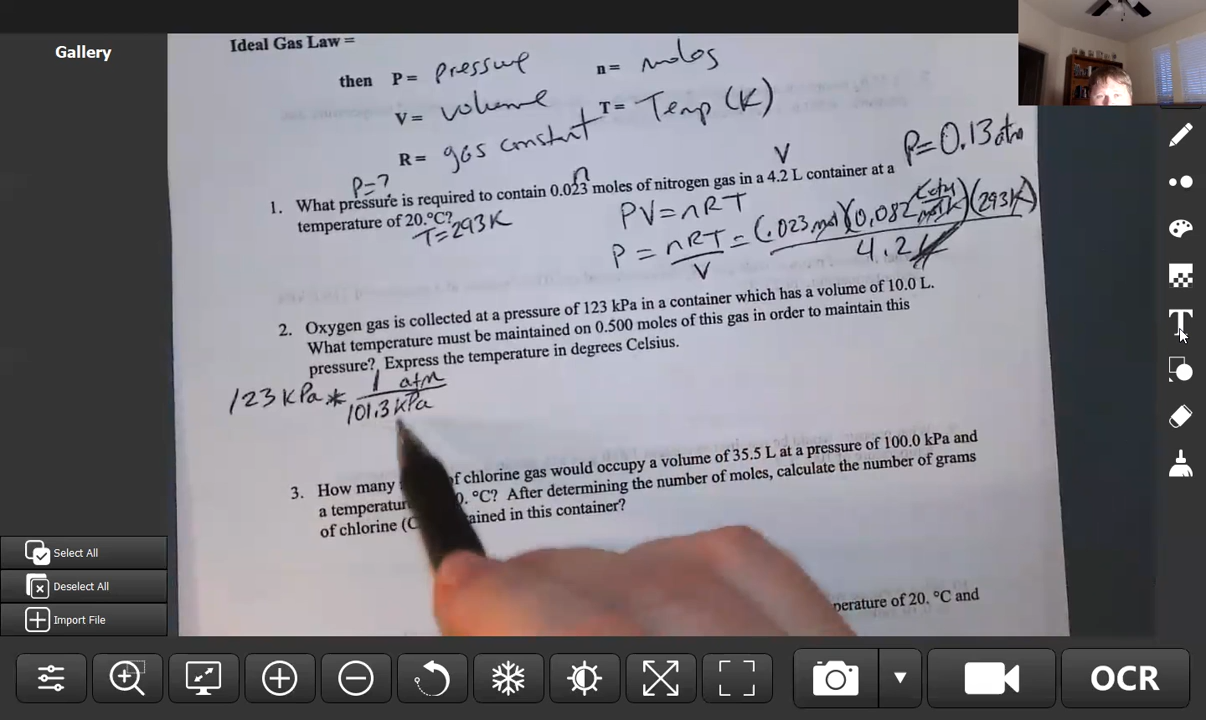 Gallery
Ideal Gas Law =
then P = pressure n = moles
V = volume T = Temp (K)
R = gas constant
P=? n V P=0.13 atm
1. What pressure is required to contain 0.023 moles of nitrogen gas in a 4.2 L container at a
temperature of 20.°C?
T=293K
PV=nRT
P = nRT/V = (.023 mol)(0.082 L atm/mol K)(293K)/4.2 L
2. Oxygen gas is collected at a pressure of 123 kPa in a container which has a volume of 10.0 L.
What temperature must be maintained on 0.500 moles of this gas in order to maintain this
pressure? Express the temperature in degrees Celsius.
123 kPa * 1 atm
101.3 kPa
3. How many of chlorine gas would occupy a volume of 35.5 L at a pressure of 100.0 kPa and
a °C? After determining the number of moles, calculate the number of grams
of chlorine in this container?
of 20. °C and
Select All
Deselect All
Import File
OCR